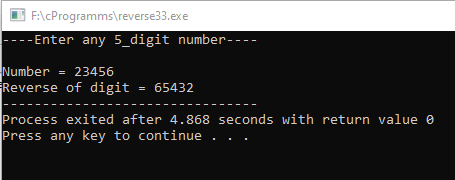 F:\cProgramms\reverse33.exe
----Enter any 5_digit number----
Number = 23456
Reverse of digit = 65432
--------------------------------
Process exited after 4.868 seconds with return value 0
Press any key to continue . . .